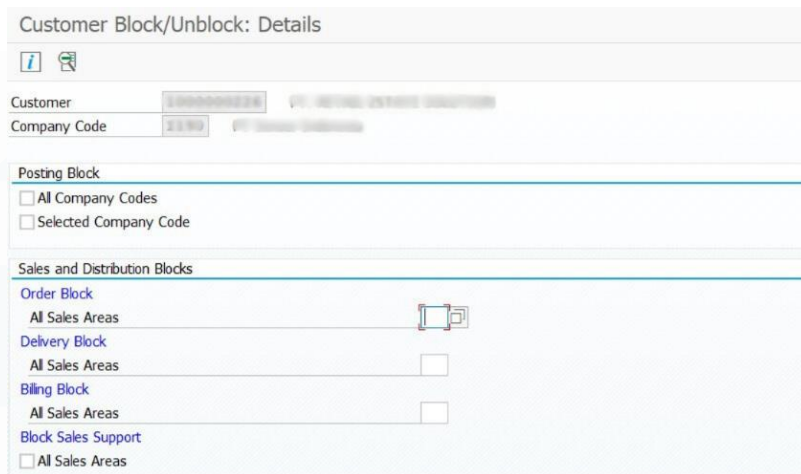 Customer Block/Unblock: Details
i
Customer
Company Code
Posting Block
All Company Codes
Selected Company Code
Sales and Distribution Blocks
Order Block
All Sales Areas
Delivery Block
All Sales Areas
Billing Block
All Sales Areas
Block Sales Support
All Sales Areas